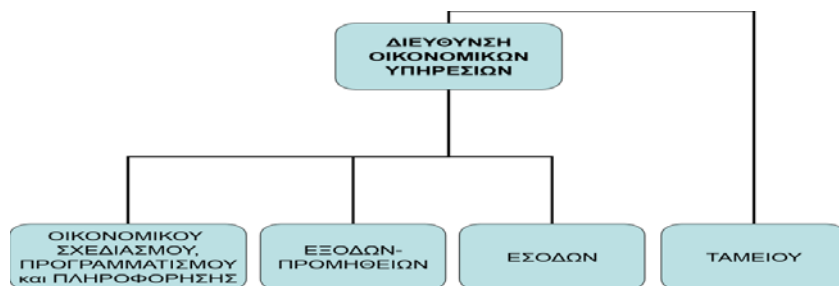 ΔΙΕΥΘΥΝΣΗ
ΟΙΚΟΝΟΜΙΚΩΝ
ΥΠΗΡΕΣΙΩΝ
ΟΙΚΟΝΟΜΙΚΟΥ
ΣΧΕΔΙΑΣΜΟΥ,
ΠΡΟΓΡΑΜΜΑΤΙΣΜΟΥ
και ΠΛΗΡΟΦΟΡΗΣΗΣ
ΕΞΟΔΩΝ-
ΠΡΟΜΗΘΕΙΩΝ
ΕΣΟΔΩΝ
ΤΑΜΕΙΟΥ